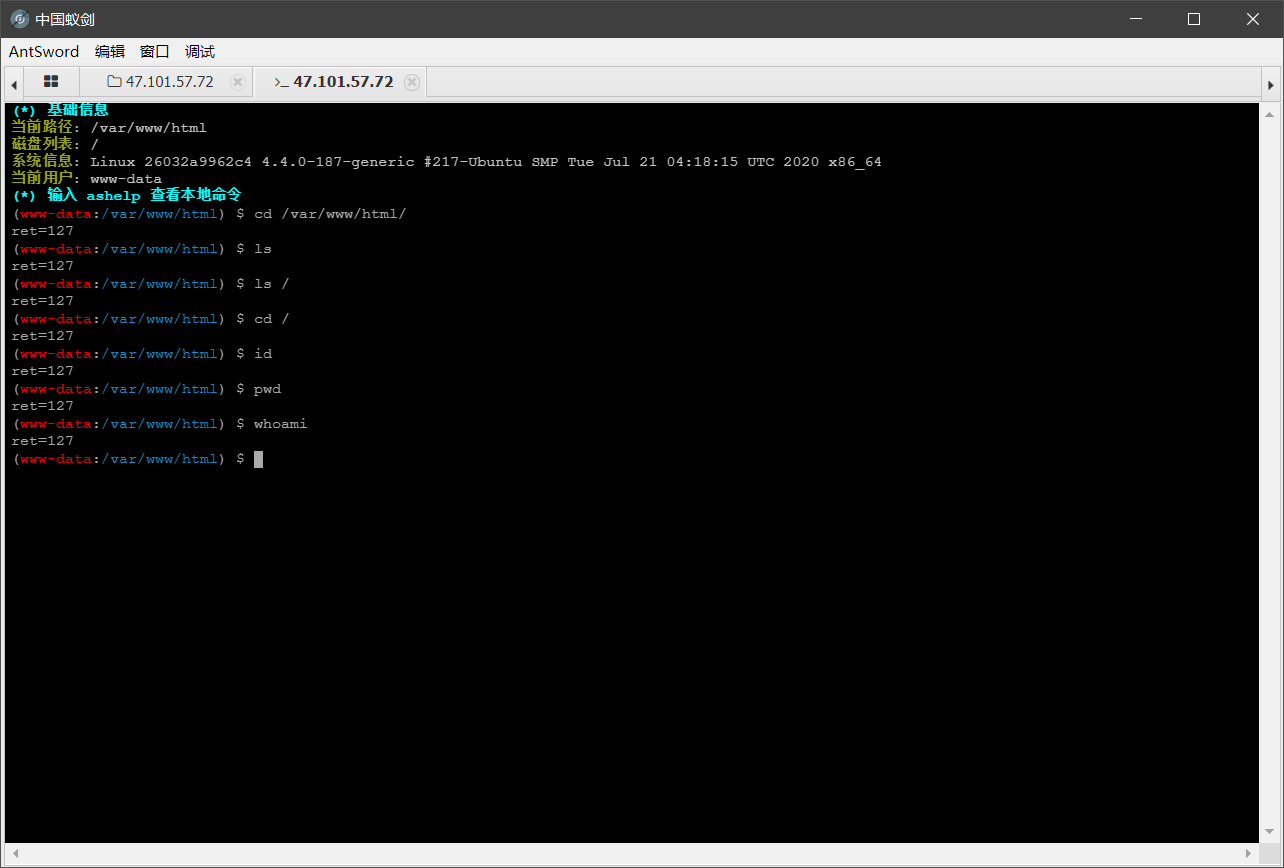 中国蚁剑
AntSword 编辑 窗口 调试
47.101.57.72 >_ 47.101.57.72
(*) 基础信息
当前路径: /var/www/html
磁盘列表: /
系统信息: Linux 26032a9962c4 4.4.0-187-generic #217-Ubuntu SMP Tue Jul 21 04:18:15 UTC 2020 x86_64
当前用户: www-data
(*) 输入 ashelp 查看本地命令
(www-data:/var/www/html) $ cd /var/www/html/
ret=127
(www-data:/var/www/html) $ ls
ret=127
(www-data:/var/www/html) $ ls /
ret=127
(www-data:/var/www/html) $ cd /
ret=127
(www-data:/var/www/html) $ id
ret=127
(www-data:/var/www/html) $ pwd
ret=127
(www-data:/var/www/html) $ whoami
ret=127
(www-data:/var/www/html) $